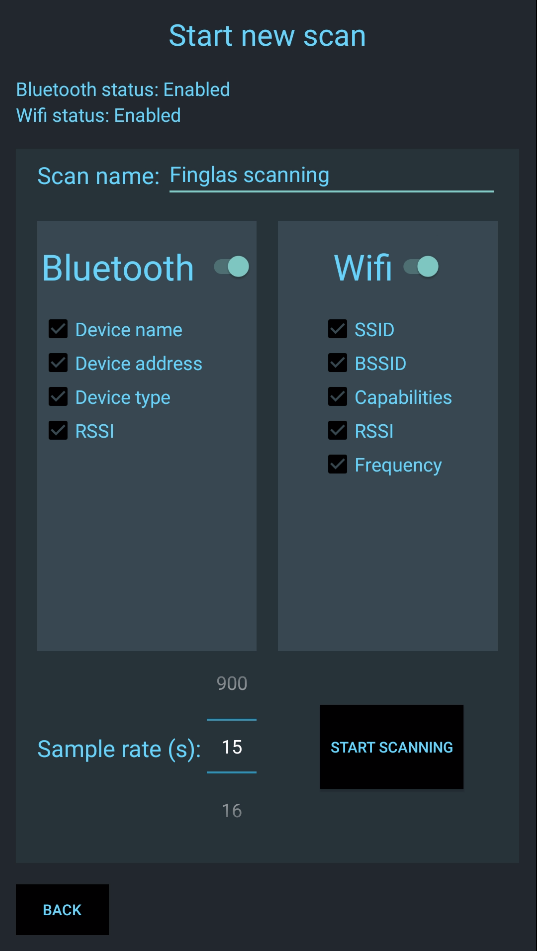 Start new scan
Bluetooth status: Enabled
Wifi status: Enabled
Scan name: Finglas scanning
Bluetooth
Device name
Device address
Device type
RSSI
Wifi
SSID
BSSID
Capabilities
RSSI
Frequency
900
Sample rate (s): 15
16
START SCANNING
BACK